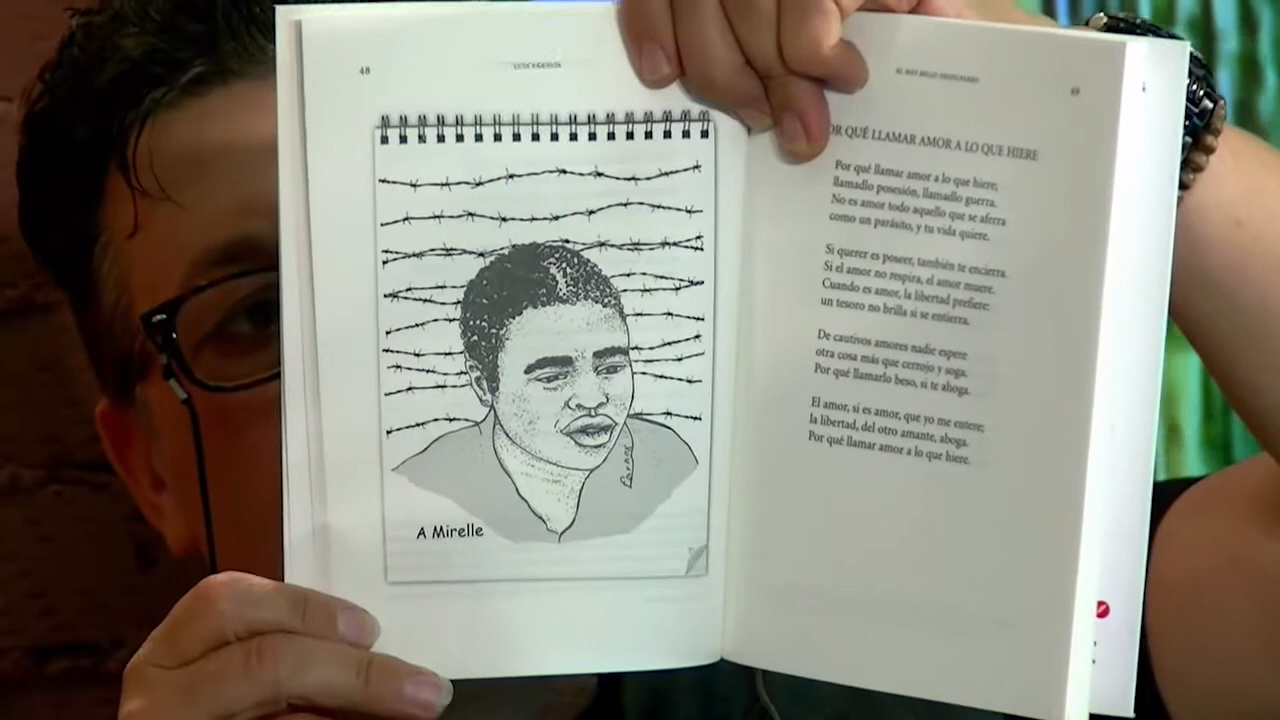 48
A Mirelle
EL MÁS BELLO DESPILFARRO
49
OR QUÉ LLAMAR AMOR A LO QUE HIERE
Por qué llamar amor a lo que hiere;
llamadlo posesión, llamadlo guerra.
No es amor todo aquello que se aferra
como un parásito, y tu vida quiere.
Si querer es poseer, también te encierra.
Si el amor no respira, el amor muere.
Cuando es amor, la libertad prefiere:
un tesoro no brilla si se entierra.
De cautivos amores nadie espere
otra cosa más que cerrojo y soga.
Por qué llamarlo beso, si te ahoga.
El amor, si es amor, que yo me entere;
la libertad, del otro amante, aboga.
Por qué llamar amor a lo que hiere.